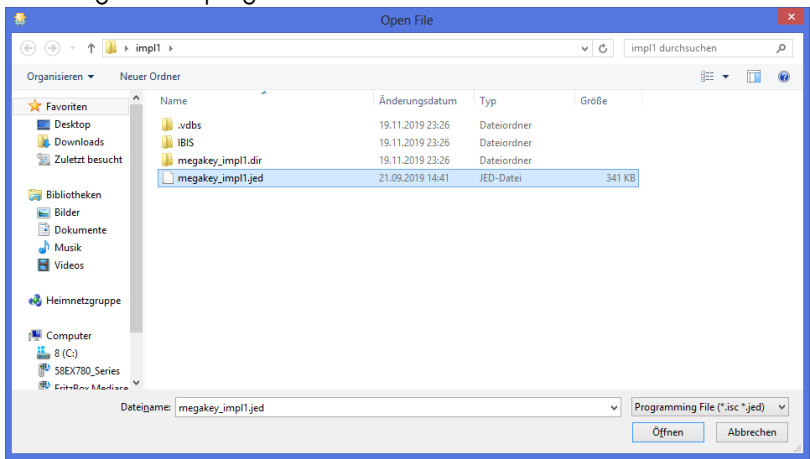 Open File
impl1
impl1 durchsuchen
Organisieren
Neuer Ordner
Name Änderungsdatum Typ Größe
Favoriten
Desktop
Downloads
Zuletzt besucht
Bibliotheken
Bilder
Dokumente
Musik
Videos
Heimnetzgruppe
Computer
8 (C:)
58EX780_Series
.vdbs 19.11.2019 23:26 Dateiordner
IBIS 19.11.2019 23:26 Dateiordner
megakey_impl1.dir 19.11.2019 23:26 Dateiordner
megakey_impl1.jed 21.09.2019 14:41 JED-Datei 341 KB
Dateiname: megakey_impl1.jed
Programming File (*.isc *.jed)
Öffnen Abbrechen